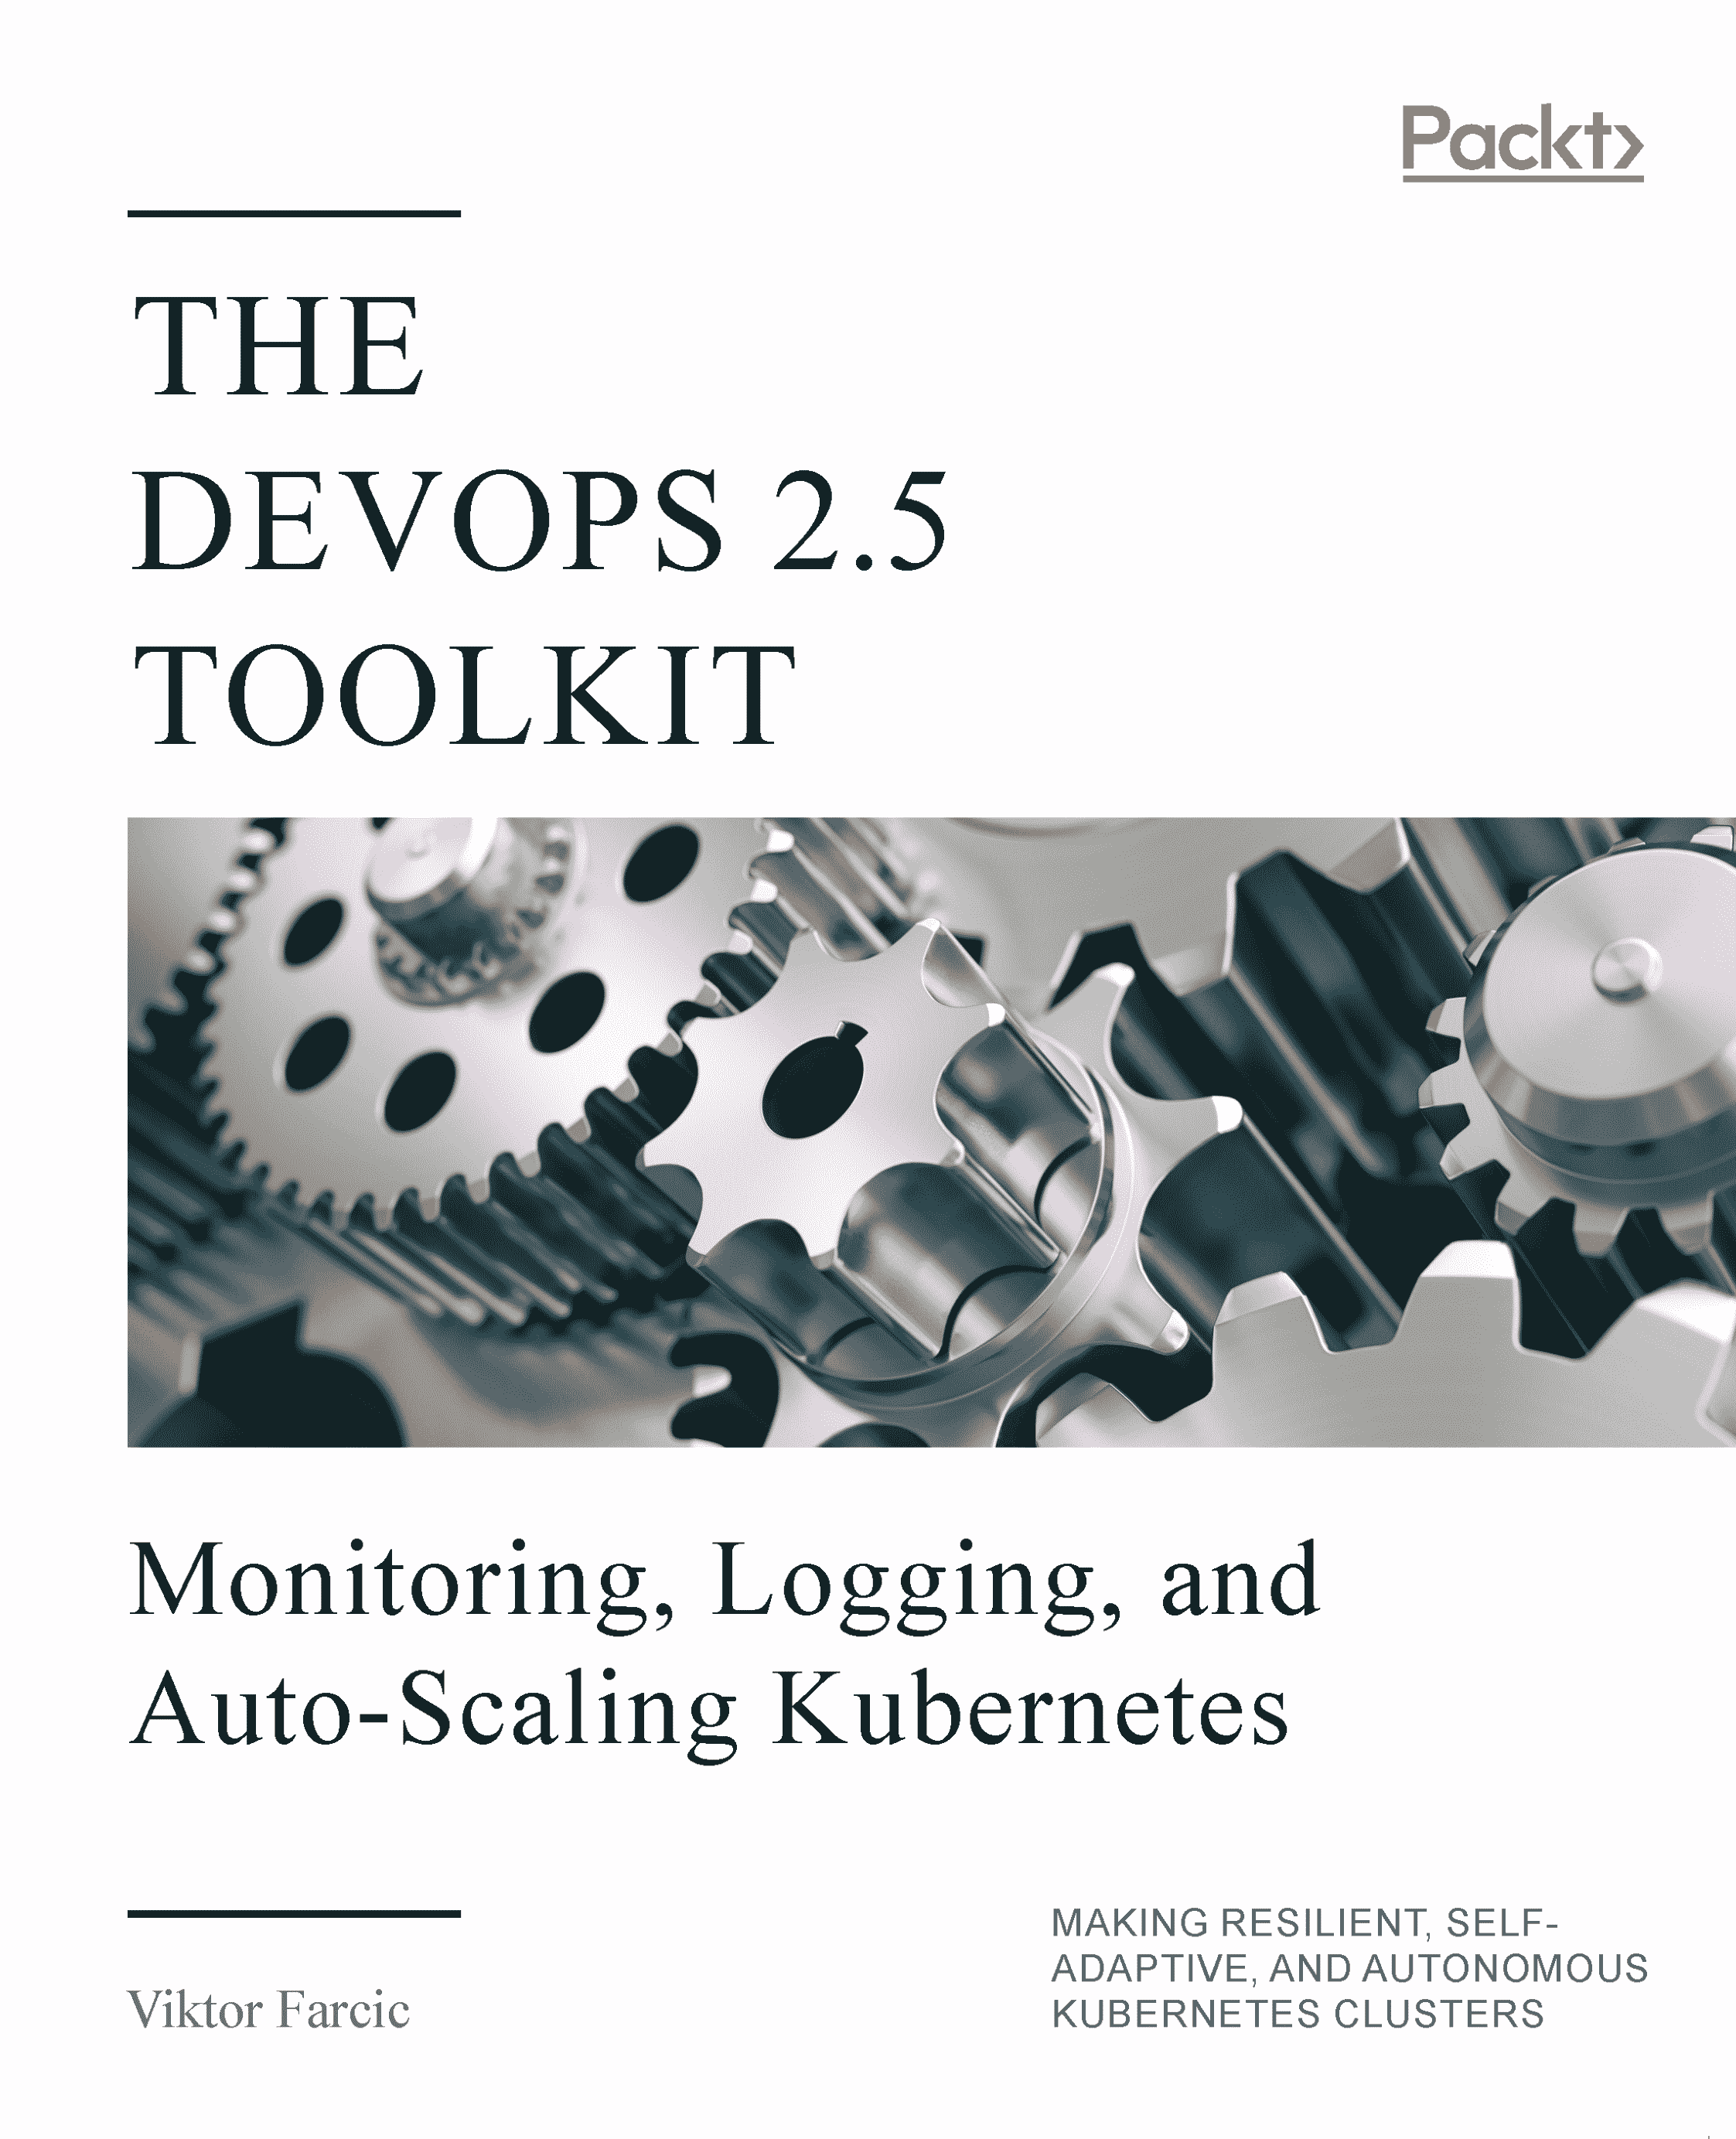 Packt>
THE
DEVOPS 2.5
TOOLKIT
Monitoring, Logging, and
Auto-Scaling Kubernetes
Viktor Farcic
MAKING RESILIENT, SELF-
ADAPTIVE, AND AUTONOMOUS
KUBERNETES CLUSTERS